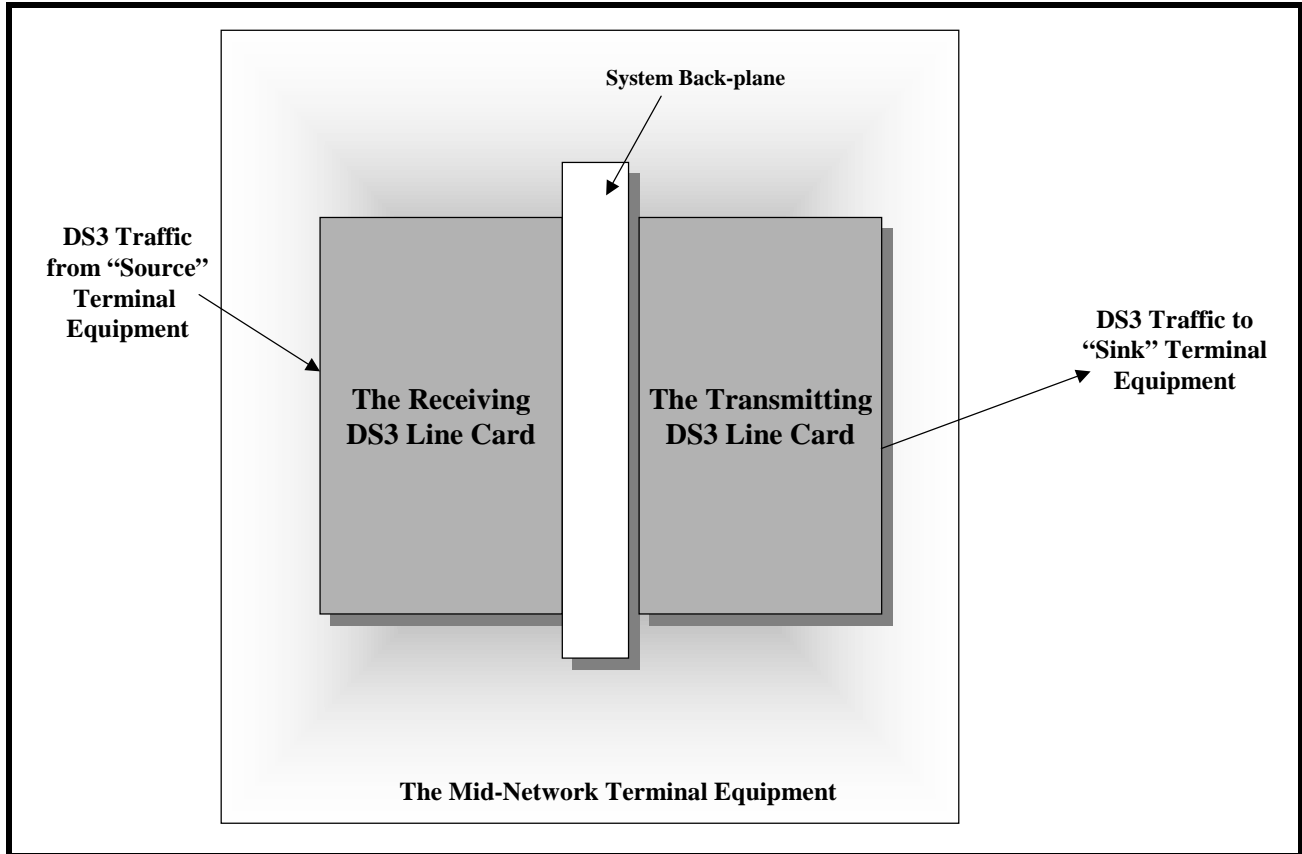 System Back-plane
DS3 Traffic
from “Source”
Terminal
Equipment
The Receiving
DS3 Line Card
The Transmitting
DS3 Line Card
DS3 Traffic to
“Sink” Terminal
Equipment
The Mid-Network Terminal Equipment